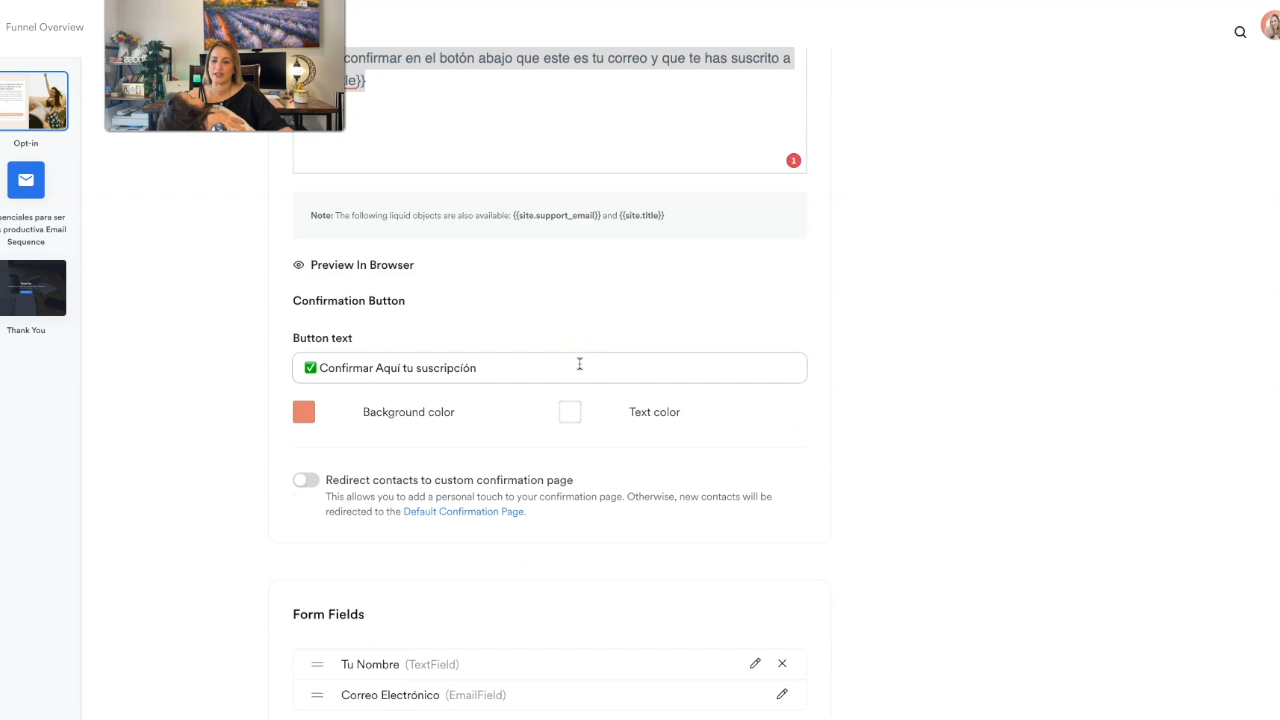 Funnel Overview
confirmar en el botón abajo que este es tu correo y que te has suscrito a
le}}
1
Opt-in
senciales para ser
productiva Email
Sequence
Thank You
Note: The following liquid objects are also available: {{site.support_email}} and {{site.title}}
Preview In Browser
Confirmation Button
Button text
✅ Confirmar Aquí tu suscripcíón
Background color
Text color
Redirect contacts to custom confirmation page
This allows you to add a personal touch to your confirmation page. Otherwise, new contacts will be
redirected to the Default Confirmation Page.
Form Fields
Tu Nombre (TextField)
Correo Electrónico (EmailField)